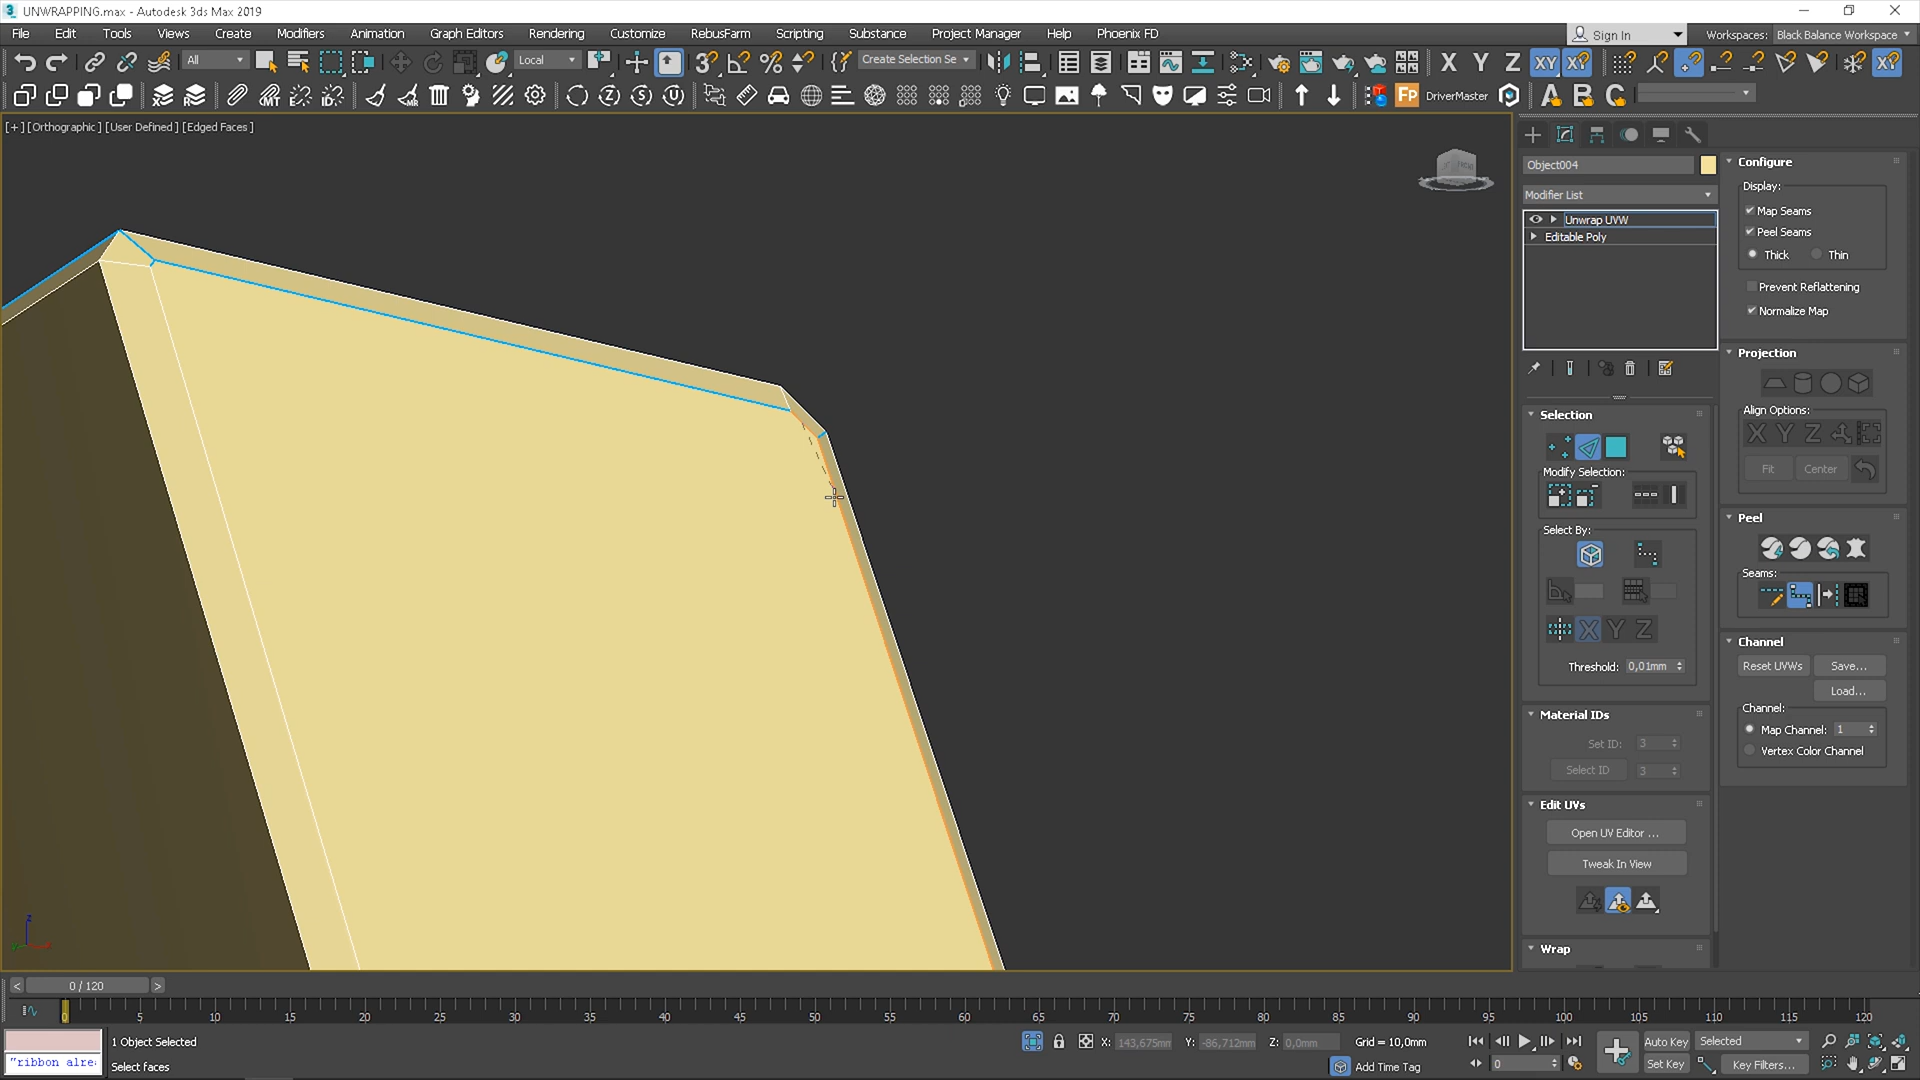 UNWRAPPING.max - Autodesk 3ds Max 2019
File Edit Tools Views Create Modifiers Animation Graph Editors Rendering Customize RebusFarm Scripting Substance Project Manager Help Phoenix FD
Sign In
Workspaces: Black Balance Workspace
All
Local
Create Selection Se
X Y Z XY
DriverMaster
[+] [Orthographic] [User Defined] [Edged Faces]
Object004
Modifier List
Unwrap UVW
Editable Poly
Selection
Modify Selection:
Select By:
X Y Z
Threshold: 0,01mm
Material IDs
Set ID: 3
Select ID 3
Edit UVs
Open UV Editor ...
Tweak In View
Wrap
Configure
Display:
Map Seams
Peel Seams
Thick Thin
Prevent Reflattening
Normalize Map
Projection
Align Options:
X Y Z
Fit Center
Peel
Seams:
Channel
Reset UVWs Save...
Load...
Channel:
Map Channel: 1
Vertex Color Channel
< 0 / 120 >
0 5 10 15 20 25 30 35 40 45 50 55 60 65 70 75 80 85 90 95 100 105 110 115 120
"ribbon alre
1 Object Selected
Select faces
X: 143,675mm Y: -86,712mm Z: 0,0mm Grid = 10,0mm
Add Time Tag
0
Auto Key Selected
Set Key Key Filters...